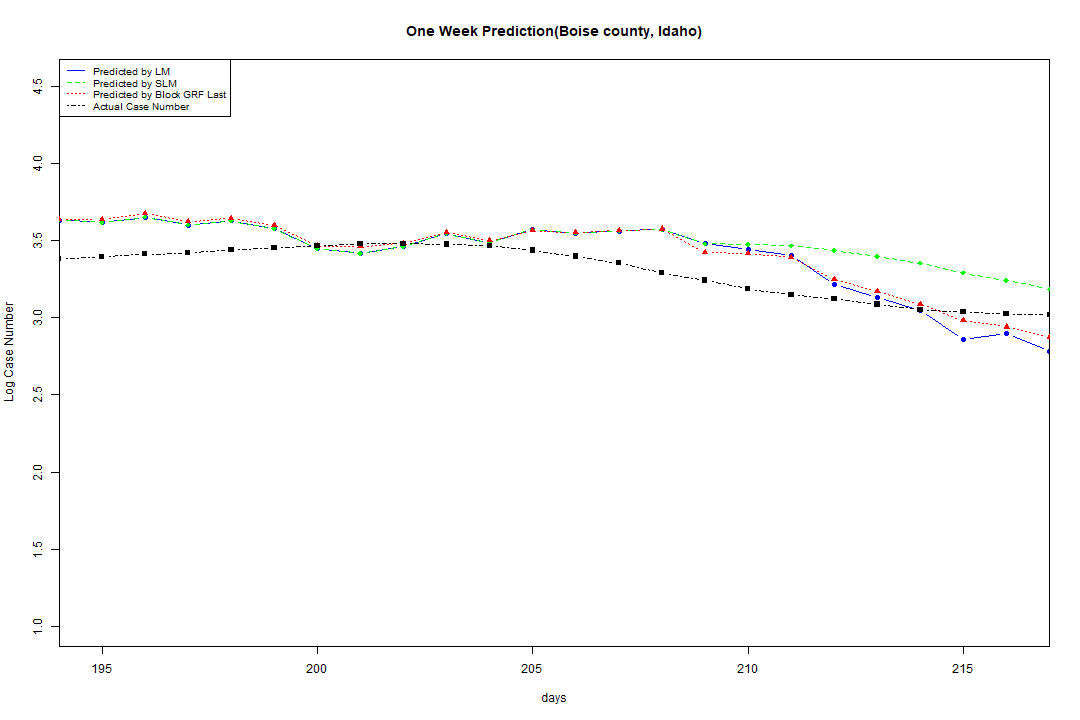 One Week Prediction(Boise county, Idaho)
Predicted by LM
Predicted by SLM
Predicted by Block GRF Last
Actual Case Number
4.5
4.0
3.5
3.0
2.5
2.0
1.5
1.0
Log Case Number
195 200 205 210 215
days